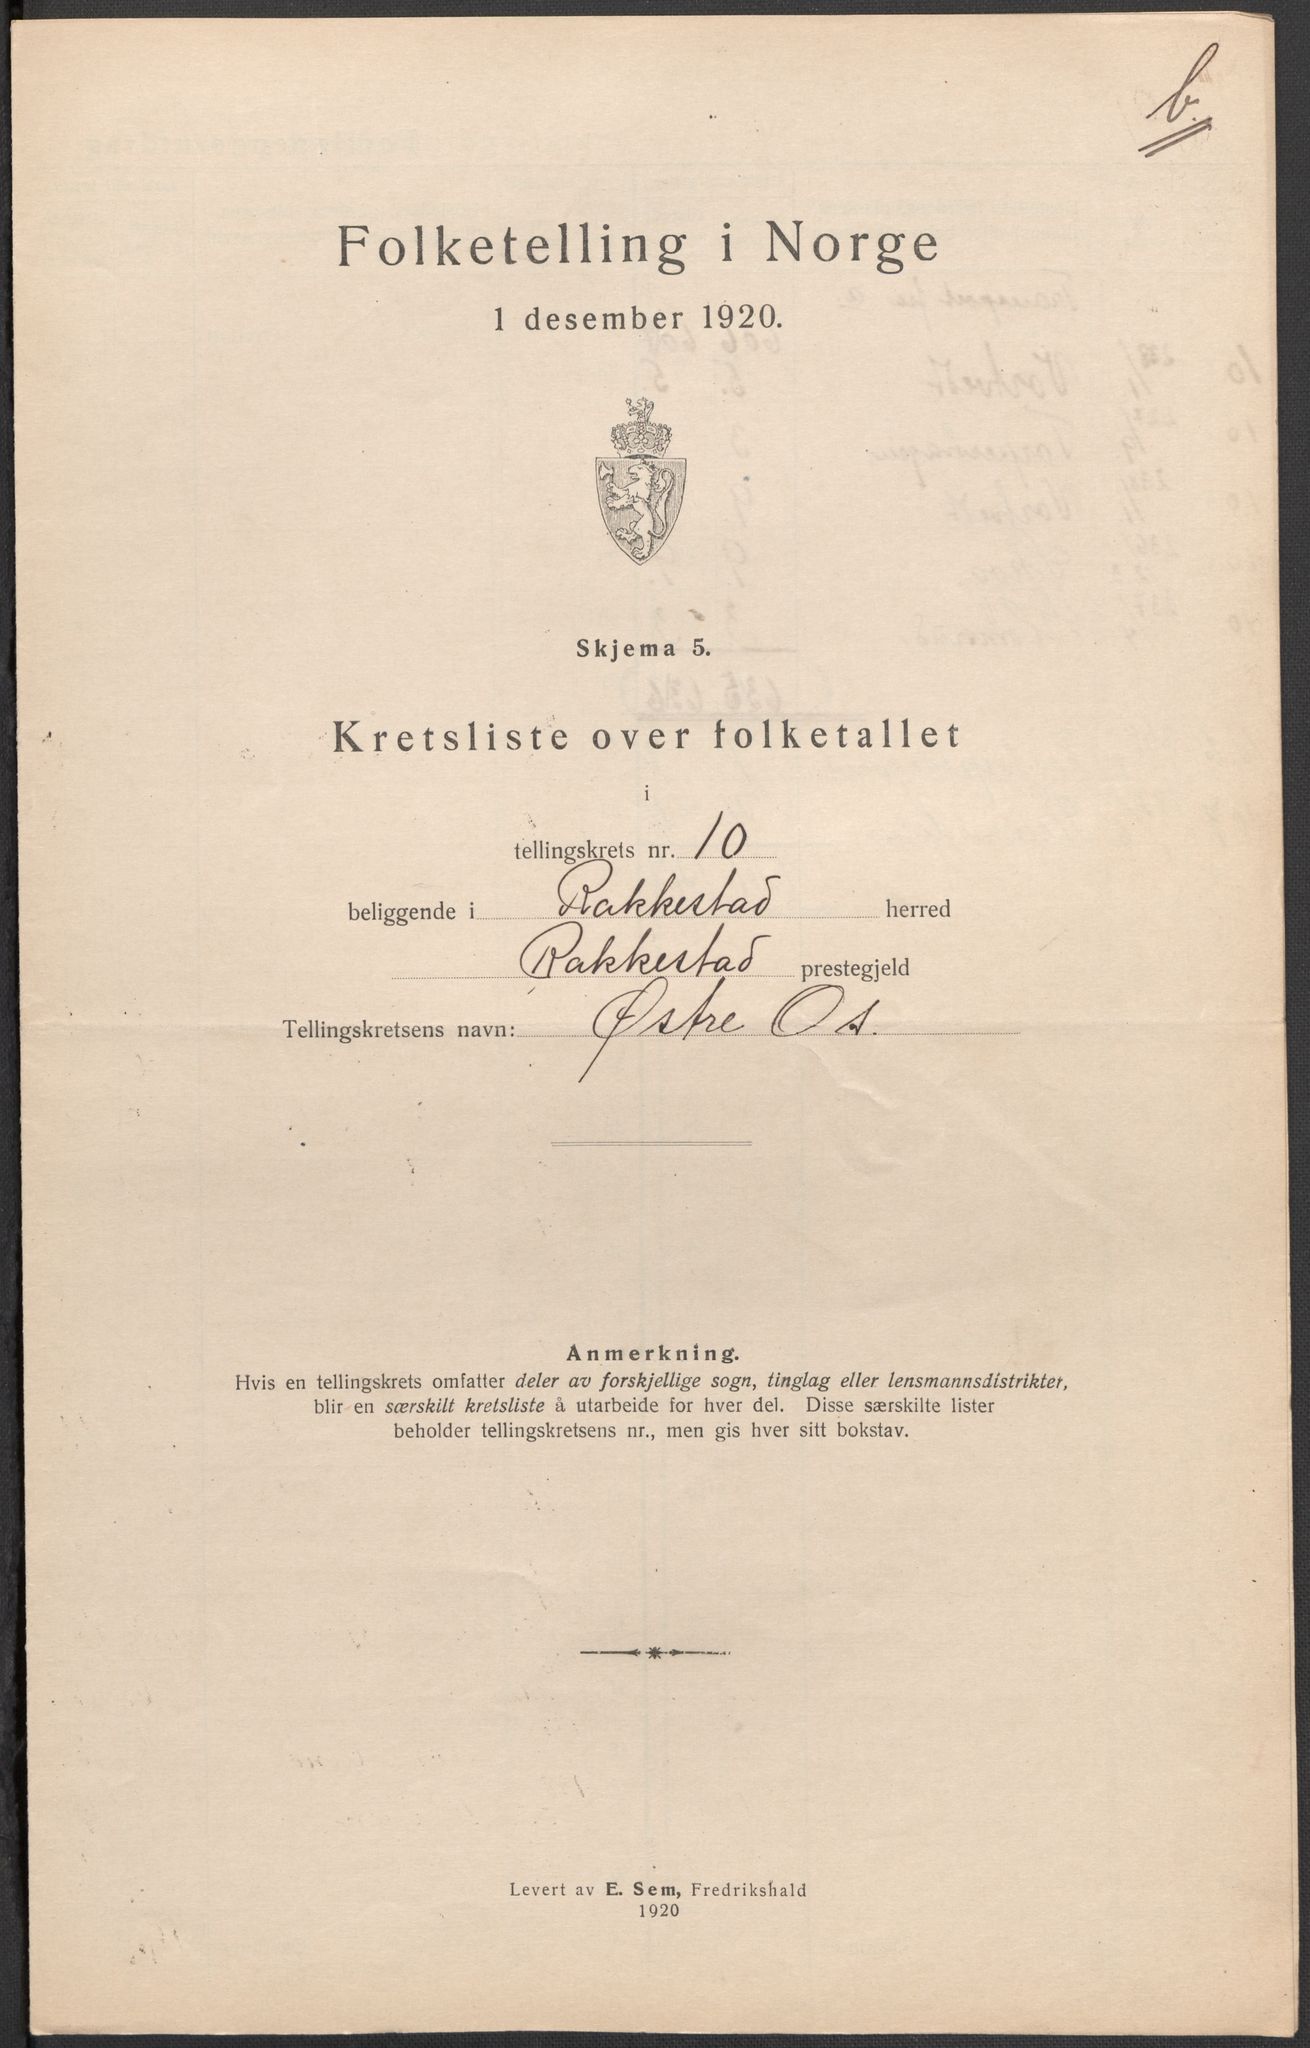 b.
Folketelling i Norge
1 desember 1920.
Skjema 5.
Kretsliste over folketallet
i
tellingskrets nr. 10
beliggende i Rakkestad herred
Rakkestad prestegjeld
Tellingskretsens navn: Østre Os.
Anmerkning.
Hvis en tellingskrets omfatter deler av forskjellige sogn, tinglag eller lensmannsdistrikter,
blir en særskilt kretsliste å utarbeide for hver del. Disse særskilte lister
beholder tellingskretsens nr., men gis hver sitt bokstav.
Levert av E. Sem, Fredrikshald
1920